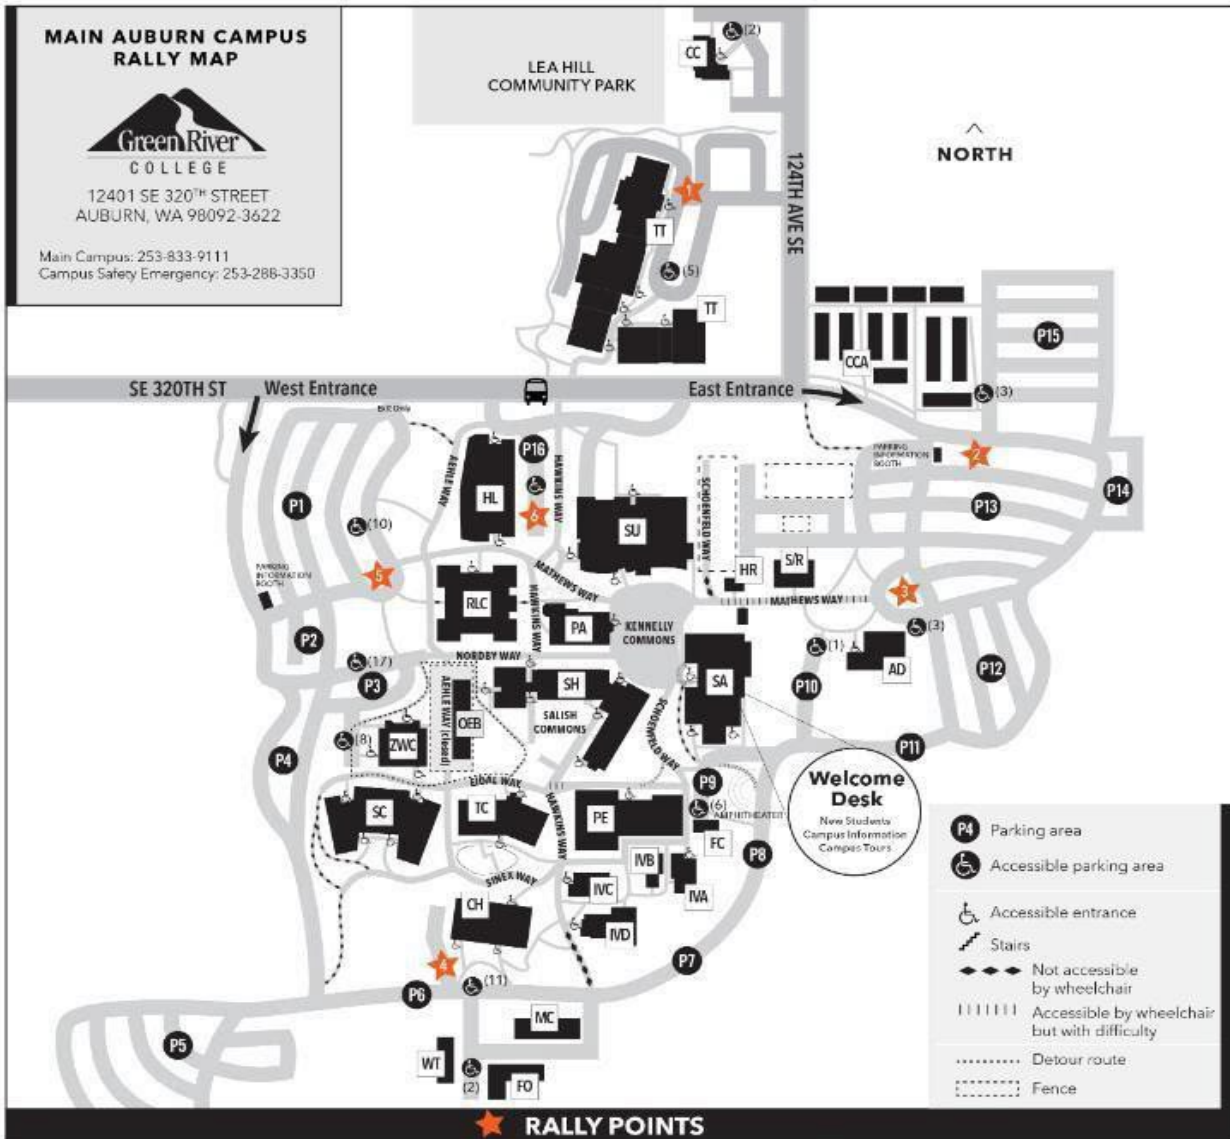 MAIN AUBURN CAMPUS
RALLY MAP
Green River
COLLEGE
12401 SE 320TH STREET
AUBURN, WA 98092-3622
Main Campus: 253-833-9111
Campus Safety Emergency: 253-288-3350
LEA HILL
COMMUNITY PARK
CC
(2)
NORTH
124TH AVE SE
1
TT
(5)
TT
CCA
P15
(3)
SE 320TH ST
West Entrance
East Entrance
Exit Only
PARKING
INFORMATION
BOOTH
2
P14
P13
P16
HL
AEHLE WAY
HAWKINS WAY
6
SU
SCHOENFELD WAY
HR
S/R
P1
(10)
PARKING
INFORMATION
BOOTH
5
MATHEWS WAY
MATHEWS WAY
3
(3)
RLC
HAWKINS WAY
PA
KENNELLY
COMMONS
P2
(1)
AD
P12
(17)
NORDBY WAY
P3
SH
SA
P10
AEHLE WAY (closed)
OEB
SALISH
COMMONS
SCHOENFELD WAY
(8)
ZWC
P4
P11
EIDAL WAY
P9
Welcome
Desk
New Students
Campus Information
Campus Tours
SC
TC
HAWKINS WAY
PE
(6)
AMPHITHEATER
FC
P8
SINEX WAY
IVB
IVC
IVA
CH
IVD
4
P7
(11)
P6
MC
P5
WT
(2)
FO
P4 Parking area
Accessible parking area
Accessible entrance
Stairs
Not accessible
by wheelchair
Accessible by wheelchair
but with difficulty
Detour route
Fence
RALLY POINTS